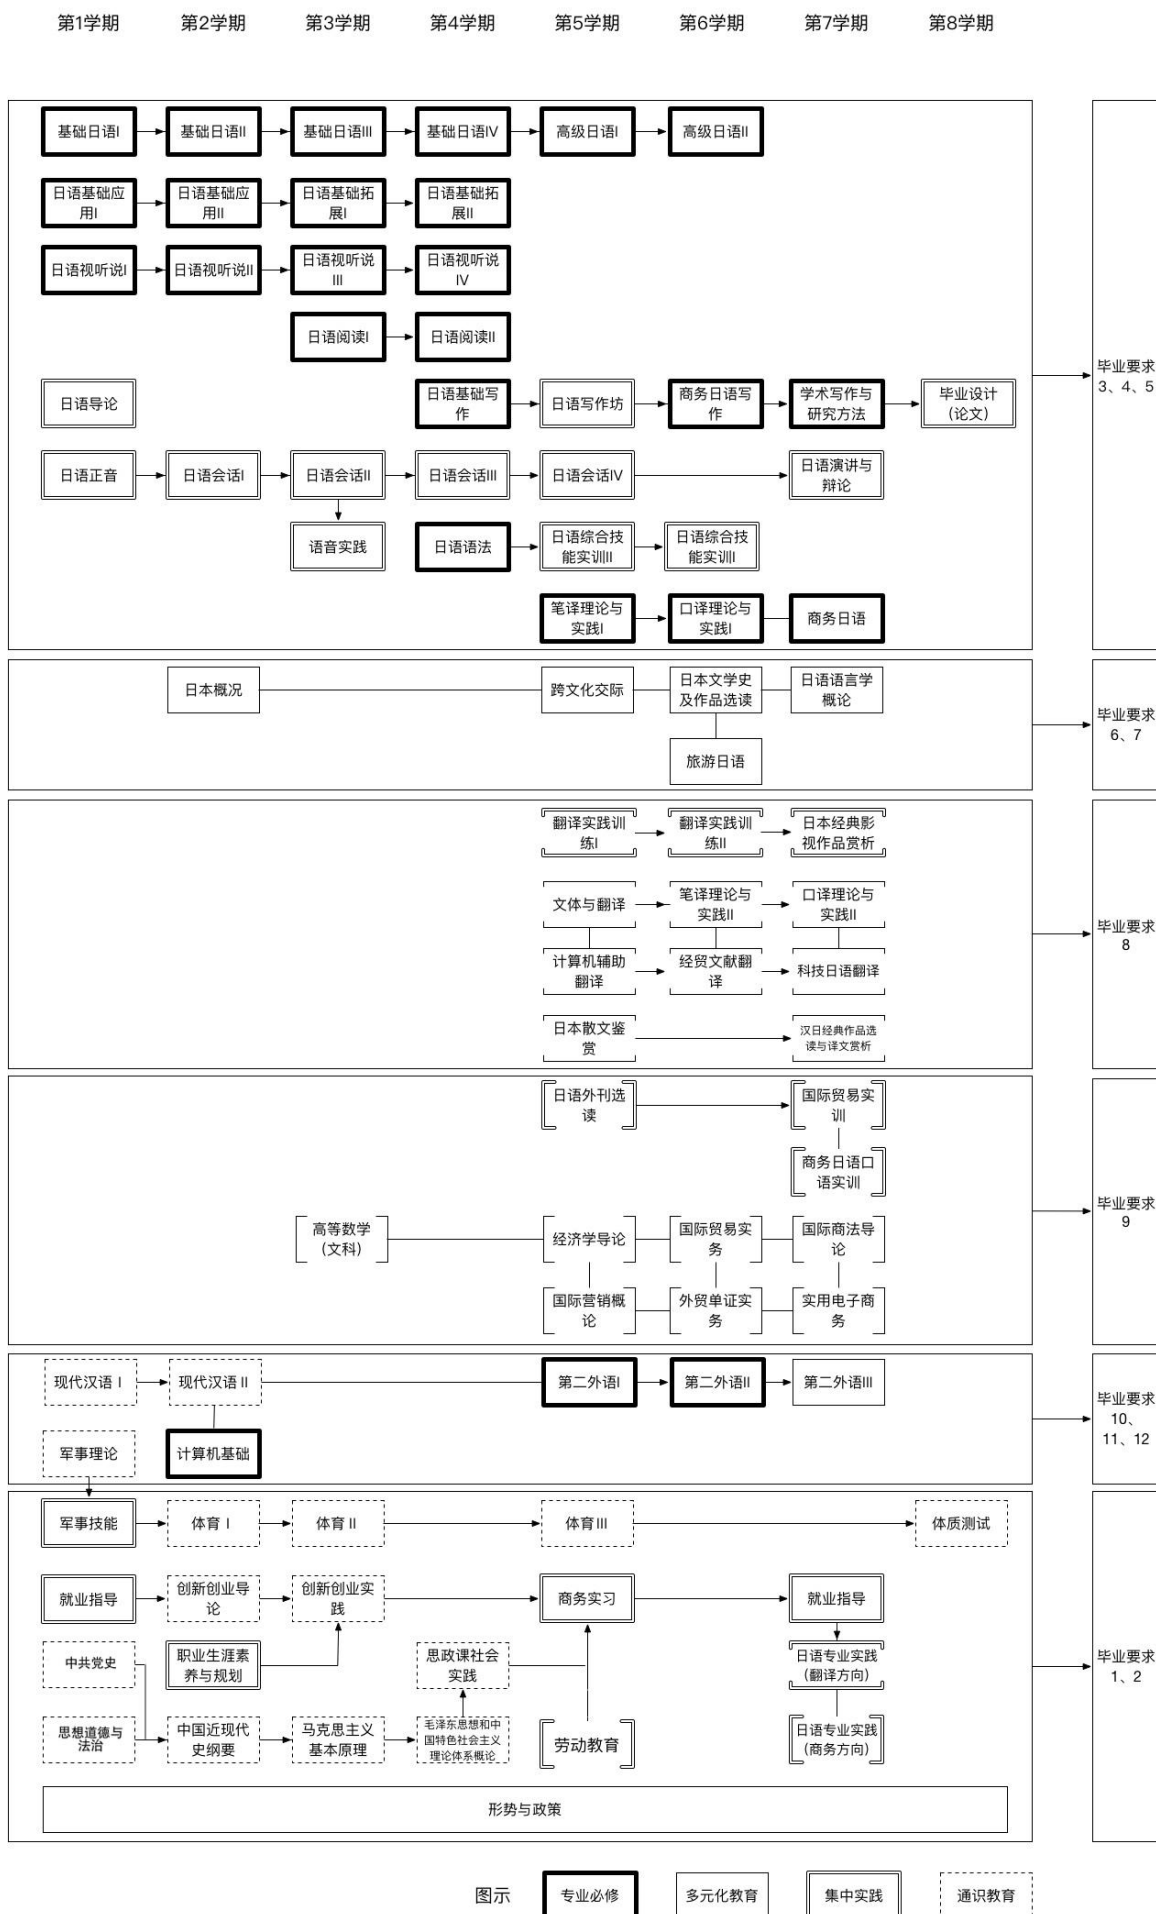 第1学期
第2学期
第3学期
第4学期
第5学期
第6学期
第7学期
第8学期
基础日语I
基础日语II
基础日语III
基础日语IV
高级日语I
高级日语II
日语基础应
用I
日语基础应
用II
日语基础拓
展I
日语基础拓
展II
日语视听说I
日语视听说II
日语视听说
III
日语视听说
IV
日语阅读I
日语阅读II
日语导论
日语基础写
作
日语写作坊
商务日语写
作
学术写作与
研究方法
毕业设计
（论文）
日语正音
日语会话I
日语会话II
日语会话III
日语会话IV
日语演讲与
辩论
语音实践
日语语法
日语综合技
能实训II
日语综合技
能实训I
笔译理论与
实践I
口译理论与
实践I
商务日语
毕业要求
3、4、5
日本概况
跨文化交际
日本文学史
及作品选读
日语语言学
概论
旅游日语
毕业要求
6、7
翻译实践训
练I
翻译实践训
练II
日本经典影
视作品赏析
文体与翻译
笔译理论与
实践II
口译理论与
实践II
计算机辅助
翻译
经贸文献翻
译
科技日语翻译
日本散文鉴
赏
汉日经典作品选
读与译文赏析
毕业要求
8
日语外刊选
读
国际贸易实
训
商务日语口
语实训
高等数学
（文科）
经济学导论
国际贸易实
务
国际商法导
论
国际营销概
论
外贸单证实
务
实用电子商
务
毕业要求
9
现代汉语Ⅰ
现代汉语Ⅱ
第二外语I
第二外语II
第二外语III
军事理论
计算机基础
毕业要求
10、
11、12
军事技能
体育Ⅰ
体育Ⅱ
体育Ⅲ
体质测试
就业指导
创新创业导
论
创新创业实
践
商务实习
就业指导
中共党史
职业生涯素
养与规划
思政课社会
实践
日语专业实践
（翻译方向）
思想道德与
法治
中国近现代
史纲要
马克思主义
基本原理
毛泽东思想和中
国特色社会主义
理论体系概论
劳动教育
日语专业实践
（商务方向）
形势与政策
毕业要求
1、2
图示
专业必修
多元化教育
集中实践
通识教育